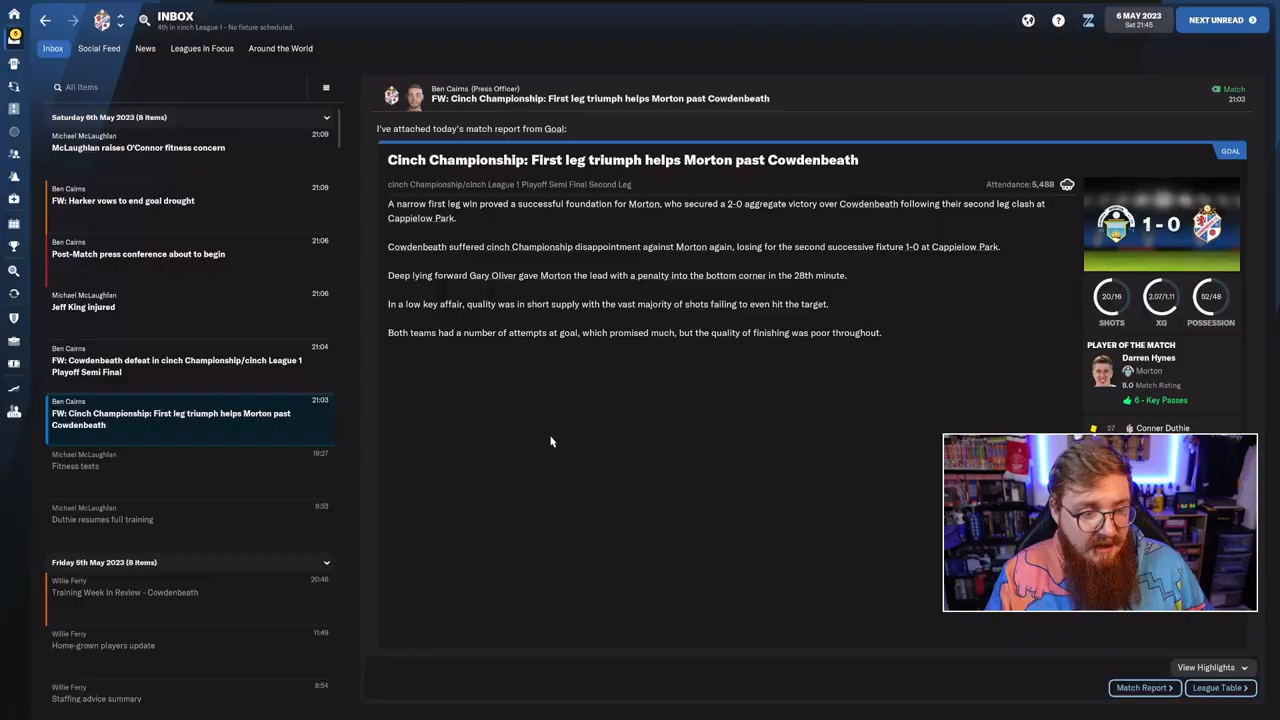 INBOX
4th in cinch League 1 - No fixture scheduled.
6 MAY 2023
Sat 21:45
NEXT UNREAD
Inbox
Social Feed
News
Leagues In Focus
Around the World
All Items
Saturday 6th May 2023 (8 Items)
Michael McLaughlan
21:09
McLaughlan raises O'Connor fitness concern
Ben Cairns
21:09
FW: Harker vows to end goal drought
Ben Cairns
21:06
Post-Match press conference about to begin
Michael McLaughlan
21:06
Jeff King injured
Ben Cairns
21:04
FW: Cowdenbeath defeat in cinch Championship/cinch League 1
Playoff Semi Final
Ben Cairns
21:03
FW: Cinch Championship: First leg triumph helps Morton past
Cowdenbeath
Michael McLaughlan
19:27
Fitness tests
Michael McLaughlan
9:53
Duthie resumes full training
Friday 5th May 2023 (8 Items)
Willie Ferry
20:46
Training Week In Review - Cowdenbeath
Willie Ferry
11:49
Home-grown players update
Willie Ferry
8:54
Staffing advice summary
Ben Cairns (Press Officer)
FW: Cinch Championship: First leg triumph helps Morton past Cowdenbeath
Match
21:03
I've attached today's match report from Goal:
GOAL
Cinch Championship: First leg triumph helps Morton past Cowdenbeath
cinch Championship/cinch League 1 Playoff Semi Final Second Leg
Attendance: 5,488
A narrow first leg win proved a successful foundation for Morton, who secured a 2-0 aggregate victory over Cowdenbeath following their second leg clash at
Cappielow Park.
Cowdenbeath suffered cinch Championship disappointment against Morton again, losing for the second successive fixture 1-0 at Cappielow Park.
Deep lying forward Gary Oliver gave Morton the lead with a penalty into the bottom corner in the 28th minute.
In a low key affair, quality was in short supply with the vast majority of shots failing to even hit the target.
Both teams had a number of attempts at goal, which promised much, but the quality of finishing was poor throughout.
1-0
20/16
2.07/1.11
52/48
SHOTS
XG
POSSESSION
PLAYER OF THE MATCH
Darren Hynes
Morton
8.0 Match Rating
6 - Key Passes
27
Conner Duthie
View Highlights
Match Report
League Table